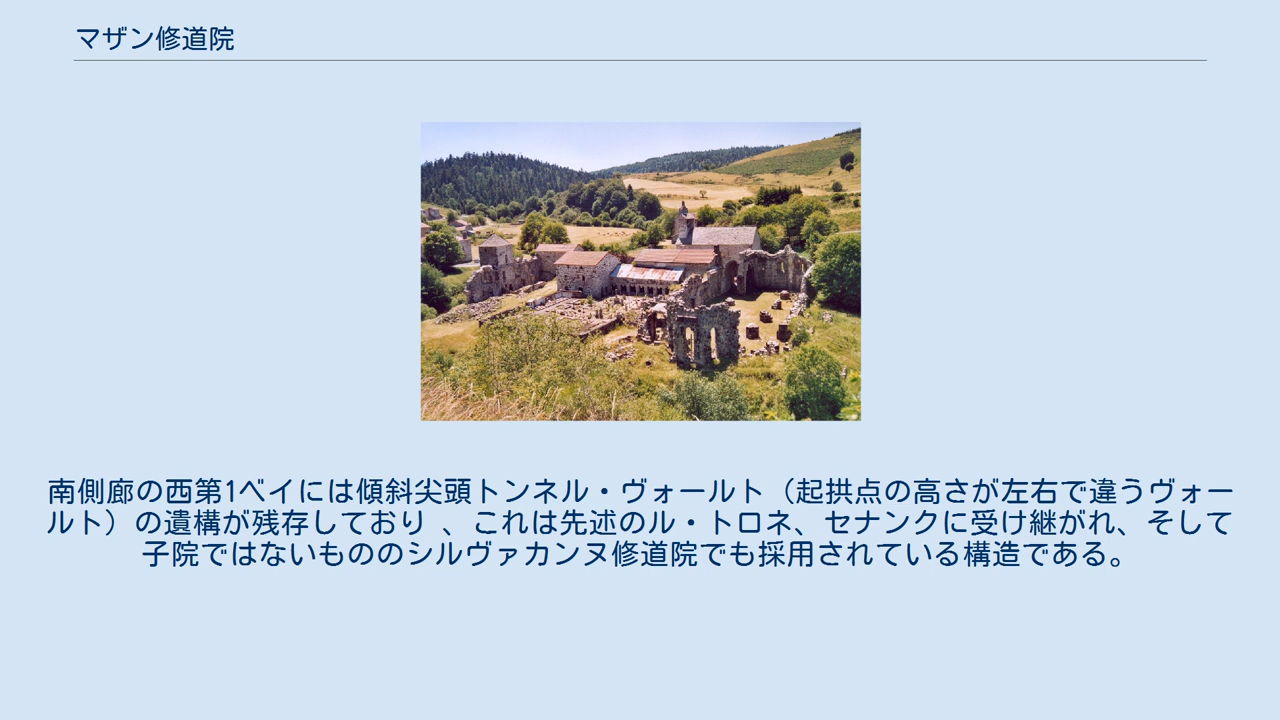 マザン修道院
南側廊の西第1ベイには傾斜尖頭トンネル・ヴォールト（起拱点の高さが左右で違うヴォー
ルト）の遺構が残存しており 、これは先述のル・トロネ、セナンクに受け継がれ、そして
子院ではないもののシルヴァカンヌ修道院でも採用されている構造である。